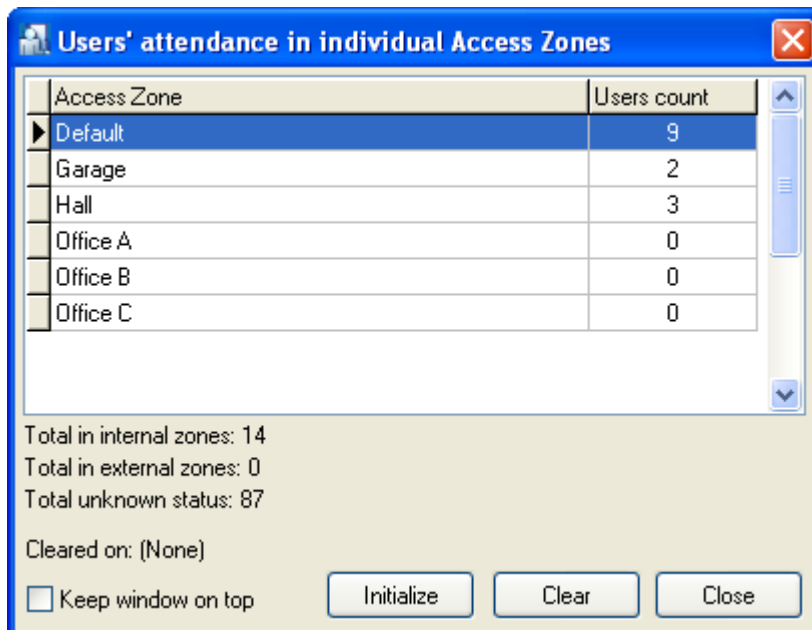 Users' attendance in individual Access Zones
Access Zone Users count
Default 9
Garage 2
Hall 3
Office A 0
Office B 0
Office C 0
Total in internal zones: 14
Total in external zones: 0
Total unknown status: 87
Cleared on: (None)
Keep window on top Initialize Clear Close